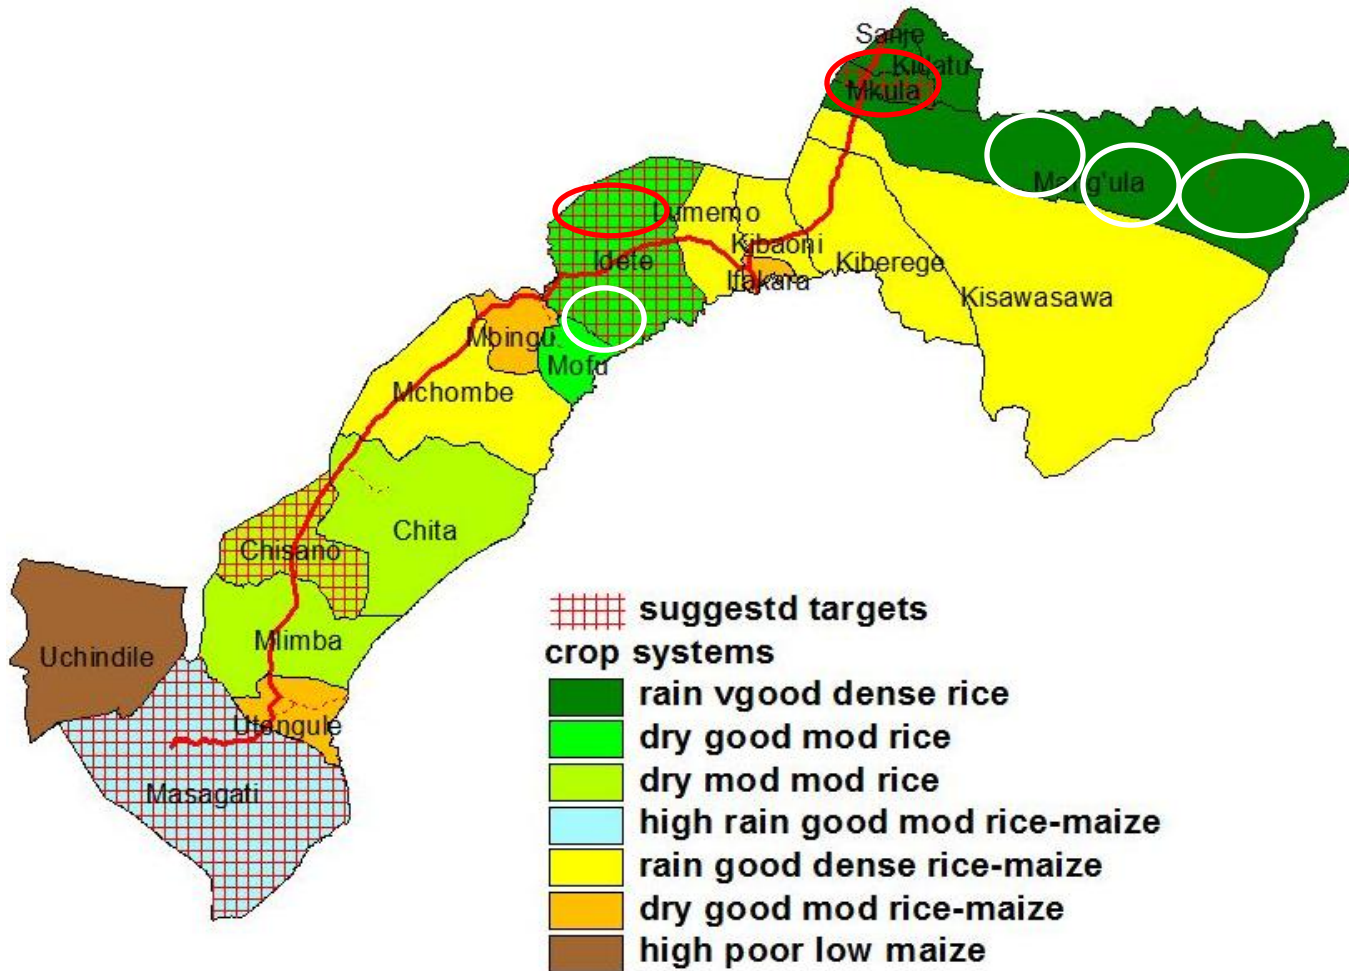 Sanje
Kidatu
Mkula
Mang'ula
Lumemo
Kibaoni
Idete
Kiberege
Ifakara
Kisawasawa
Mbingu
Mofu
Mchombe
Chita
Chisano
Mlimba
Uchindile
Utengule
Masagati
suggestd targets
crop systems
rain vgood dense rice
dry good mod rice
dry mod mod rice
high rain good mod rice-maize
rain good dense rice-maize
dry good mod rice-maize
high poor low maize